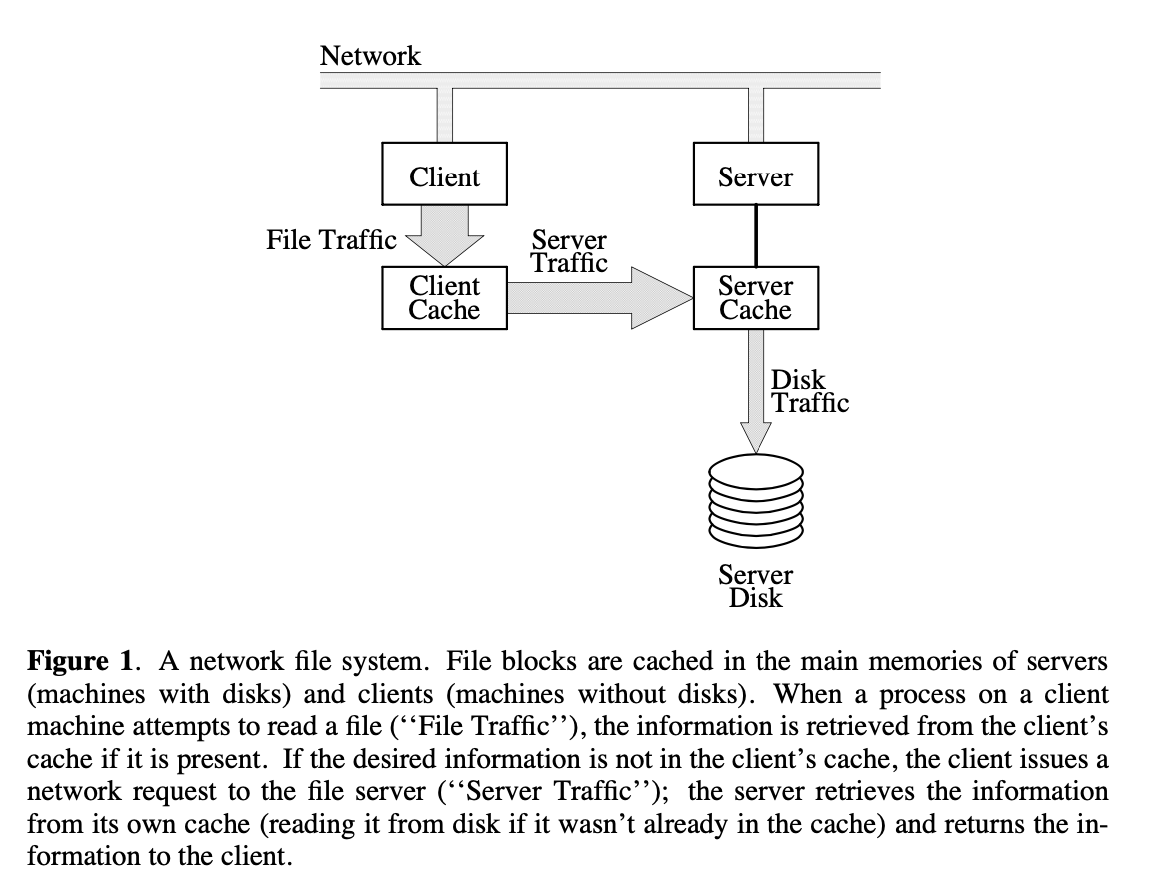 Network
Client
Server
File Traffic
Server
Traffic
Client
Cache
Server
Cache
Disk
Traffic
Server
Disk
Figure 1. A network file system. File blocks are cached in the main memories of servers
(machines with disks) and clients (machines without disks). When a process on a client
machine attempts to read a file (‘‘File Traffic’’), the information is retrieved from the client’s
cache if it is present. If the desired information is not in the client’s cache, the client issues a
network request to the file server (‘‘Server Traffic’’); the server retrieves the information
from its own cache (reading it from disk if it wasn’t already in the cache) and returns the in-
formation to the client.